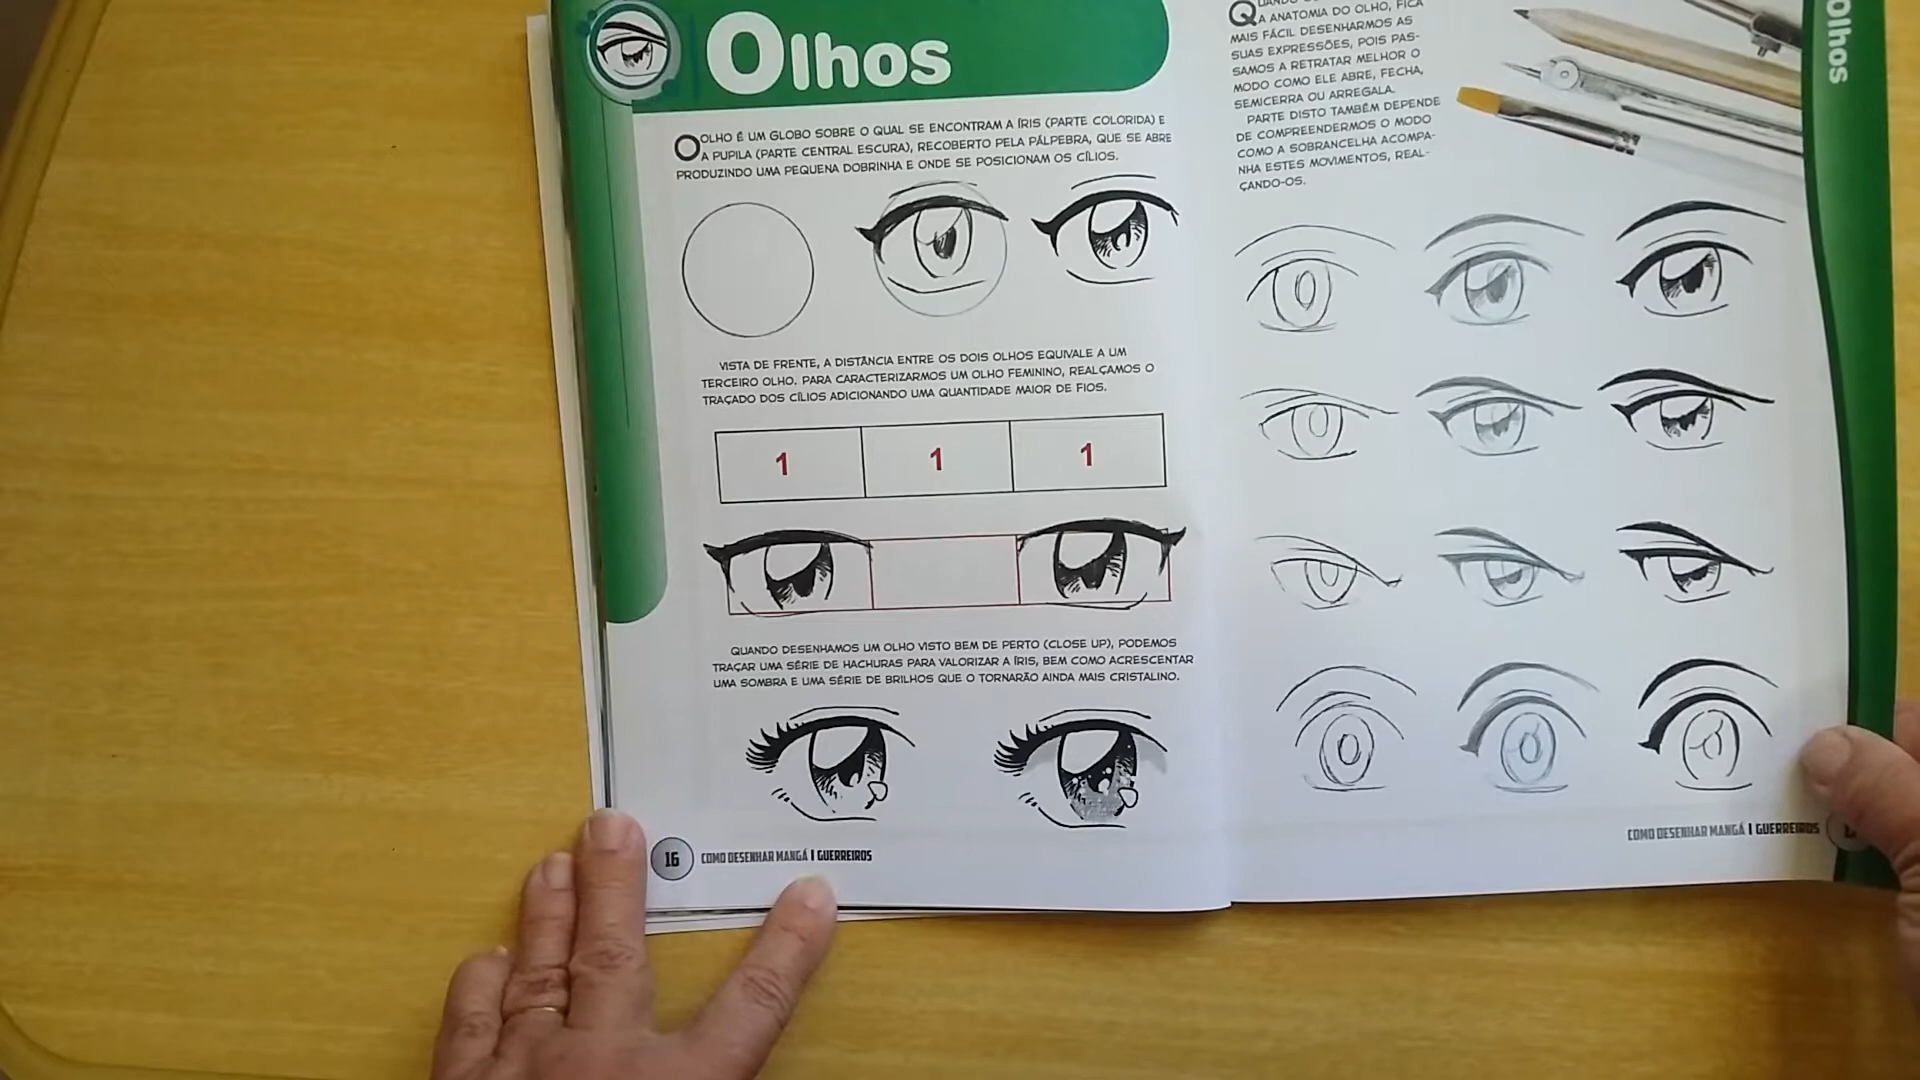 Olhos
O OLHO É UM GLOBO SOBRE O QUAL SE ENCONTRAM A ÍRIS (PARTE COLORIDA) E
A PUPILA (PARTE CENTRAL ESCURA), RECOBERTO PELA PÁLPEBRA, QUE SE ABRE
PRODUZINDO UMA PEQUENA DOBRINHA E ONDE SE POSICIONAM OS CÍLIOS.
VISTA DE FRENTE, A DISTÂNCIA ENTRE OS DOIS OLHOS EQUIVALE A UM
TERCEIRO OLHO. PARA CARACTERIZARMOS UM OLHO FEMININO, REALÇAMOS O
TRAÇADO DOS CÍLIOS ADICIONANDO UMA QUANTIDADE MAIOR DE FIOS.
1 1 1
QUANDO DESENHAMOS UM OLHO VISTO BEM DE PERTO (CLOSE UP), PODEMOS
TRAÇAR UMA SÉRIE DE HACHURAS PARA VALORIZAR A ÍRIS, BEM COMO ACRESCENTAR
UMA SOMBRA E UMA SÉRIE DE BRILHOS QUE O TORNARÃO AINDA MAIS CRISTALINO.
16 COMO DESENHAR MANGÁ | GUERREIROS
QUANDO
A ANATOMIA DO OLHO, FICA
MAIS FÁCIL DESENHARMOS AS
SUAS EXPRESSÕES, POIS PAS-
SAMOS A RETRATAR MELHOR O
MODO COMO ELE ABRE, FECHA,
SEMICERRA OU ARREGALA.
PARTE DISTO TAMBÉM DEPENDE
DE COMPREENDERMOS O MODO
COMO A SOBRANCELHA ACOMPA-
NHA ESTES MOVIMENTOS, REAL-
ÇANDO-OS.
Olhos
COMO DESENHAR MANGÁ | GUERREIROS